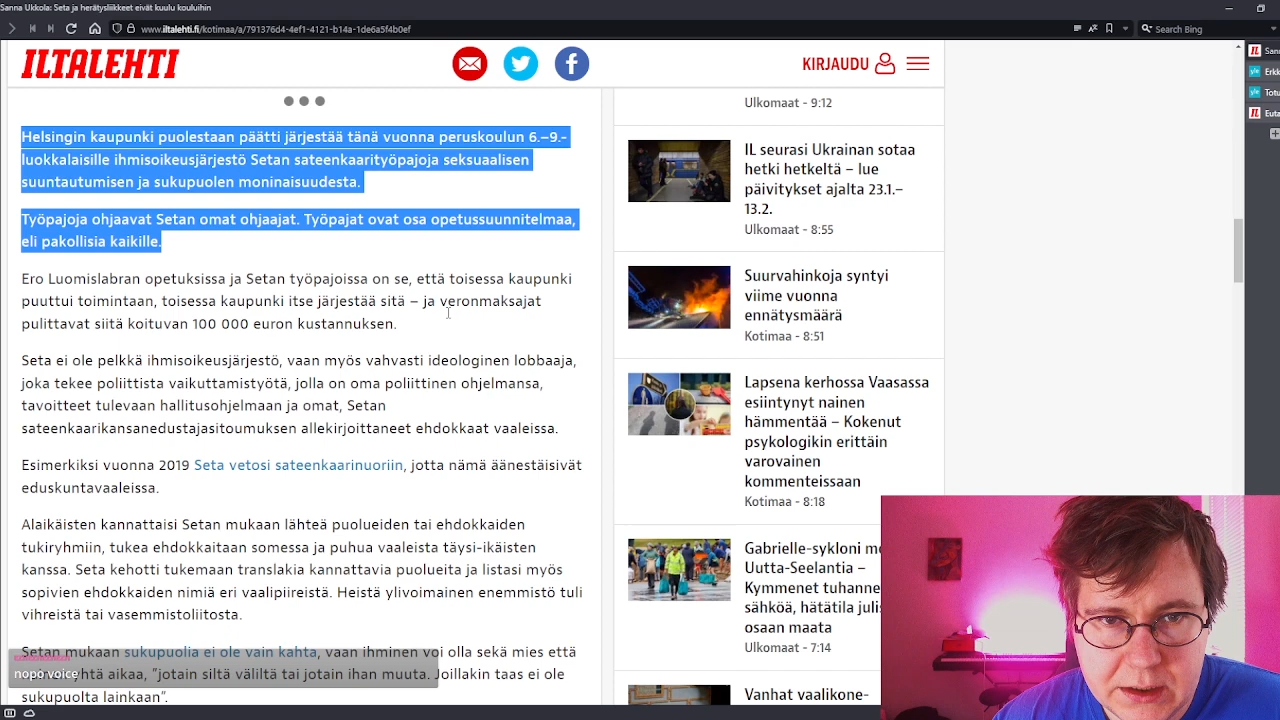 Sanna Ukkola: Seta ja herätysliikkeet eivät kuulu kouluihin
www.iltalehti.fi/kotimaa/a/791376d4-4ef1-4121-b14a-1de6a5f4b0ef
Search Bing
ILTALEHTI
KIRJAUDU
Helsingin kaupunki puolestaan päätti järjestää tänä vuonna peruskoulun 6.–9.-
luokkalaisille ihmisoikeusjärjestö Setan sateenkaarityöpajoja seksuaalisen
suuntautumisen ja sukupuolen moninaisuudesta.
Työpajoja ohjaavat Setan omat ohjaajat. Työpajat ovat osa opetussuunnitelmaa,
eli pakollisia kaikille.
Ero Luomislabran opetuksissa ja Setan työpajoissa on se, että toisessa kaupunki
puuttui toimintaan, toisessa kaupunki itse järjestää sitä – ja veronmaksajat
pulittavat siitä koituvan 100 000 euron kustannuksen.
Seta ei ole pelkkä ihmisoikeusjärjestö, vaan myös vahvasti ideologinen lobbaaja,
joka tekee poliittista vaikuttamistyötä, jolla on oma poliittinen ohjelmansa,
tavoitteet tulevaan hallitusohjelmaan ja omat, Setan
sateenkaarikansanedustajasitoumuksen allekirjoittaneet ehdokkaat vaaleissa.
Esimerkiksi vuonna 2019 Seta vetosi sateenkaarinuoriin, jotta nämä äänestäisivät
eduskuntavaaleissa.
Alaikäisten kannattaisi Setan mukaan lähteä puolueiden tai ehdokkaiden
tukiryhmiin, tukea ehdokkaitaan somessa ja puhua vaaleista täysi-ikäisten
kanssa. Seta kehotti tukemaan translakia kannattavia puolueita ja listasi myös
sopivien ehdokkaiden nimiä eri vaalipiireistä. Heistä ylivoimainen enemmistö tuli
vihreistä tai vasemmistoliitosta.
Setan mukaan sukupuolia ei ole vain kahta, vaan ihminen voi olla sekä mies että
yhtä aikaa, ”jotain siltä väliltä tai jotain ihan muuta. Joillakin taas ei ole
sukupuolta lainkaan”.
nopo voice
Ulkomaat - 9:12
IL seurasi Ukrainan sotaa
hetki hetkeltä – lue
päivitykset ajalta 23.1.–
13.2.
Ulkomaat - 8:55
Suurvahinkoja syntyi
viime vuonna
ennätysmäärä
Kotimaa - 8:51
Lapsena kerhossa Vaasassa
esiintynyt nainen
hämmentää – Kokenut
psykologikin erittäin
varovainen
kommenteissaan
Kotimaa - 8:18
Gabrielle-sykloni
Uutta-Seelantia –
Kymmenet
sähköä, hätätila
osaan maata
Ulkomaat - 7:14
Vanhat vaalikone-
San
Erkk
Totu
Euta